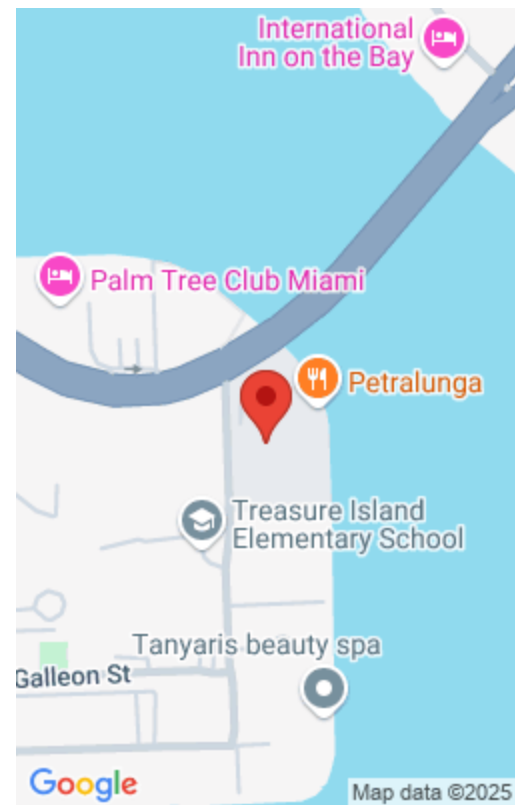 International
Inn on the Bay
Palm Tree Club Miami
Petralunga
Treasure Island
Elementary School
Tanyaris beauty spa
Galleon St
Google
Map data ©2025